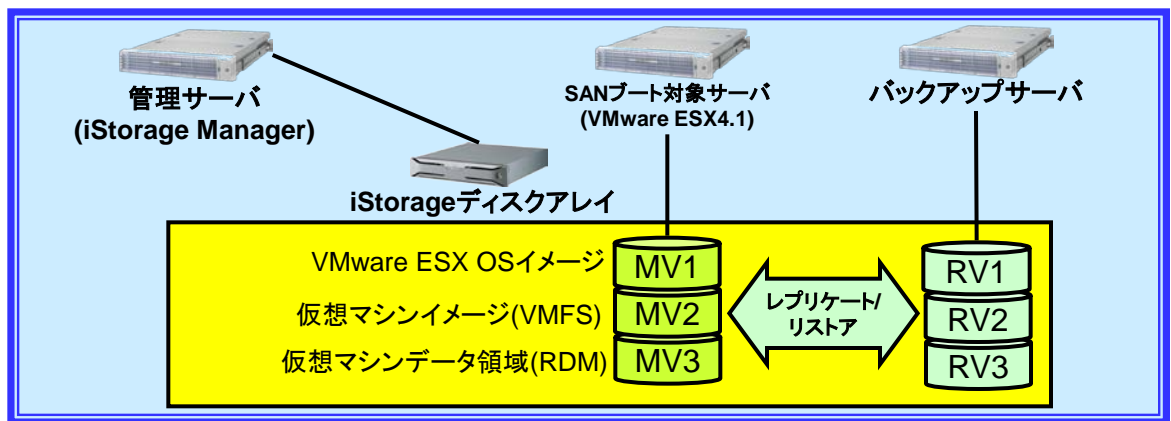 管理サーバ
(iStorage Manager)
SANブート対象サーバ
(VMware ESX4.1)
バックアップサーバ
iStorageディスクアレイ
VMware ESX OSイメージ
MV1
RV1
仮想マシンイメージ(VMFS)
MV2
レプリケート/
リストア
RV2
仮想マシンデータ領域(RDM)
MV3
RV3